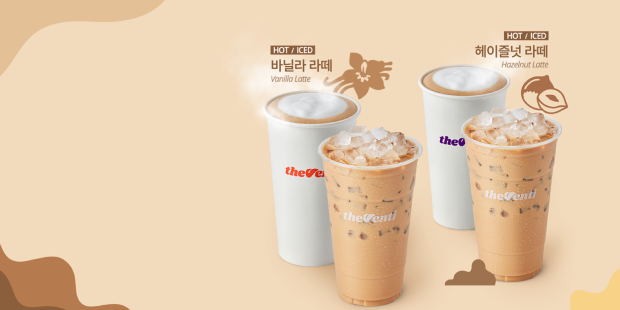 HOT / ICED
바닐라 라떼
Vanilla Latte
HOT / ICED
헤이즐넛 라떼
Hazelnut Latte
theVenti
theVenti
theVenti
theVenti